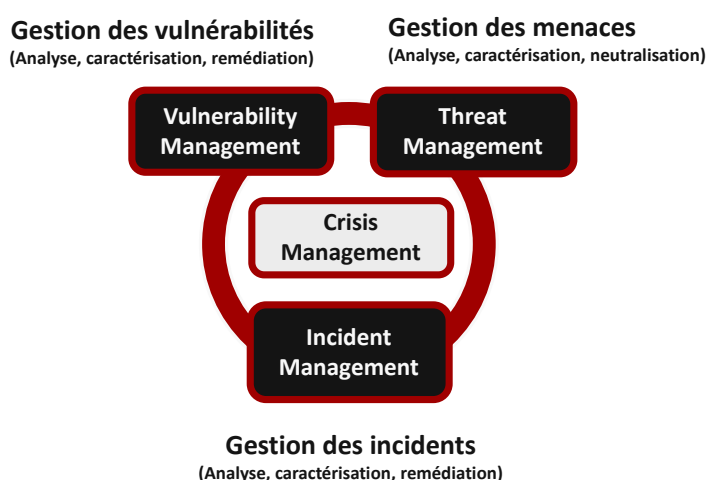 Gestion des vulnérabilités
(Analyse, caractérisation, remédiation)
Gestion des menaces
(Analyse, caractérisation, neutralisation)
Vulnerability
Management
Threat
Management
Crisis
Management
Incident
Management
Gestion des incidents
(Analyse, caractérisation, remédiation)